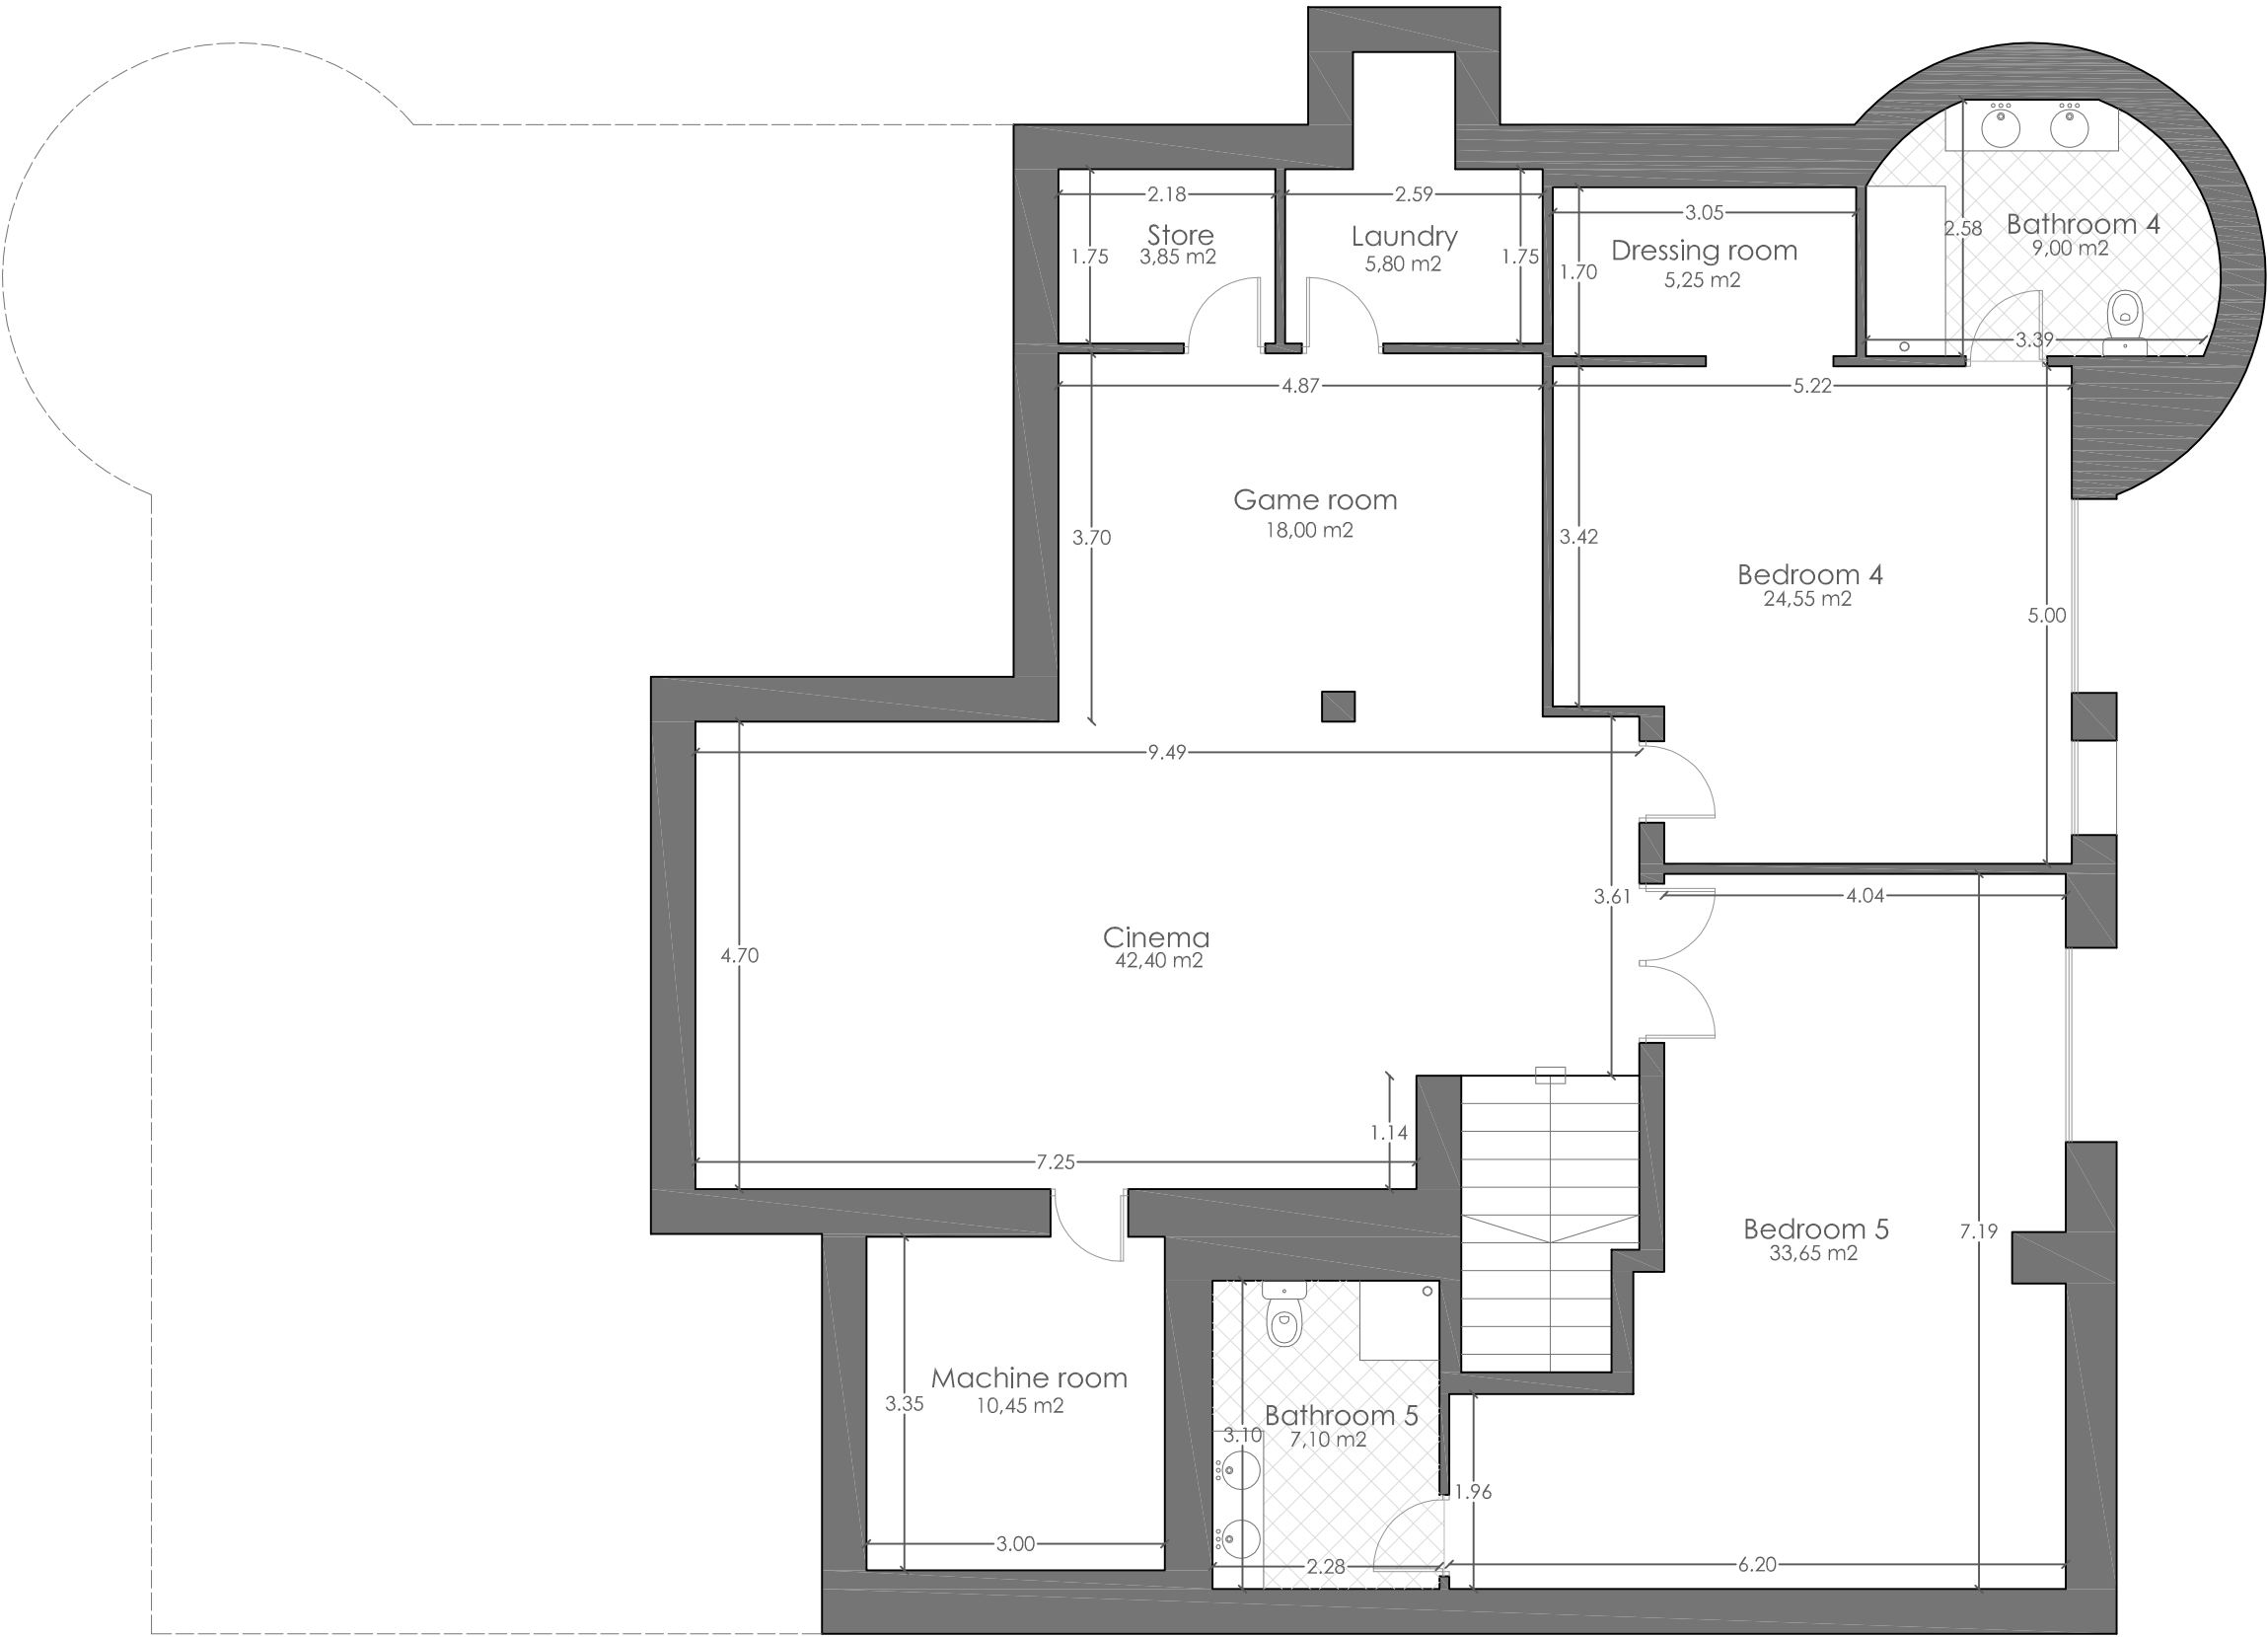 2.18
2.59
Store
3,85 m2
1.75
Laundry
5,80 m2
1.75
3.05
Dressing room
5,25 m2
1.70
Bathroom 4
9,00 m2
2.58
3.39
4.87
5.22
Game room
18,00 m2
3.70
3.42
Bedroom 4
24,55 m2
5.00
9.49
Cinema
42,40 m2
4.70
3.61
4.04
1.14
7.25
Bedroom 5
33,65 m2
7.19
Machine room
10,45 m2
3.35
3.00
Bathroom 5
7,10 m2
3.10
2.28
1.96
6.20